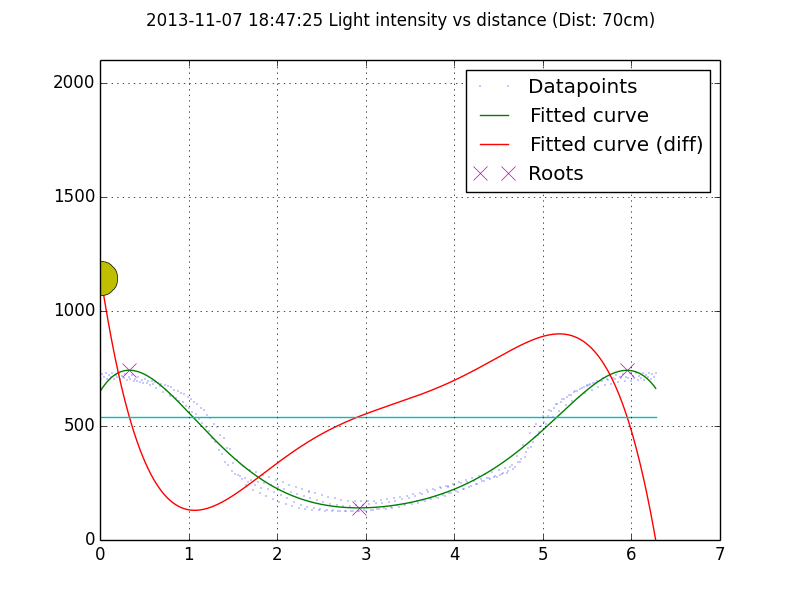 2013-11-07 18:47:25 Light intensity vs distance (Dist: 70cm)
Datapoints
Fitted curve
Fitted curve (diff)
Roots
2000
1500
1000
500
0
0 1 2 3 4 5 6 7